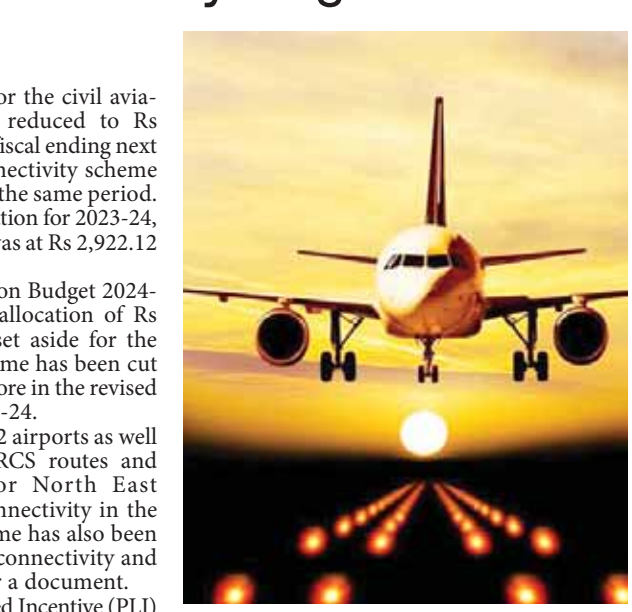 or the civil avia-
reduced to Rs
fiscal ending next
nectivity scheme
the same period.
tion for 2023-24,
was at Rs 2,922.12
on Budget 2024-
allocation of Rs
set aside for the
me has been cut
ore in the revised
-24.
2 airports as well
RCS routes and
or North East
nnectivity in the
me has also been
connectivity and
a document.
ed Incentive (PLI)